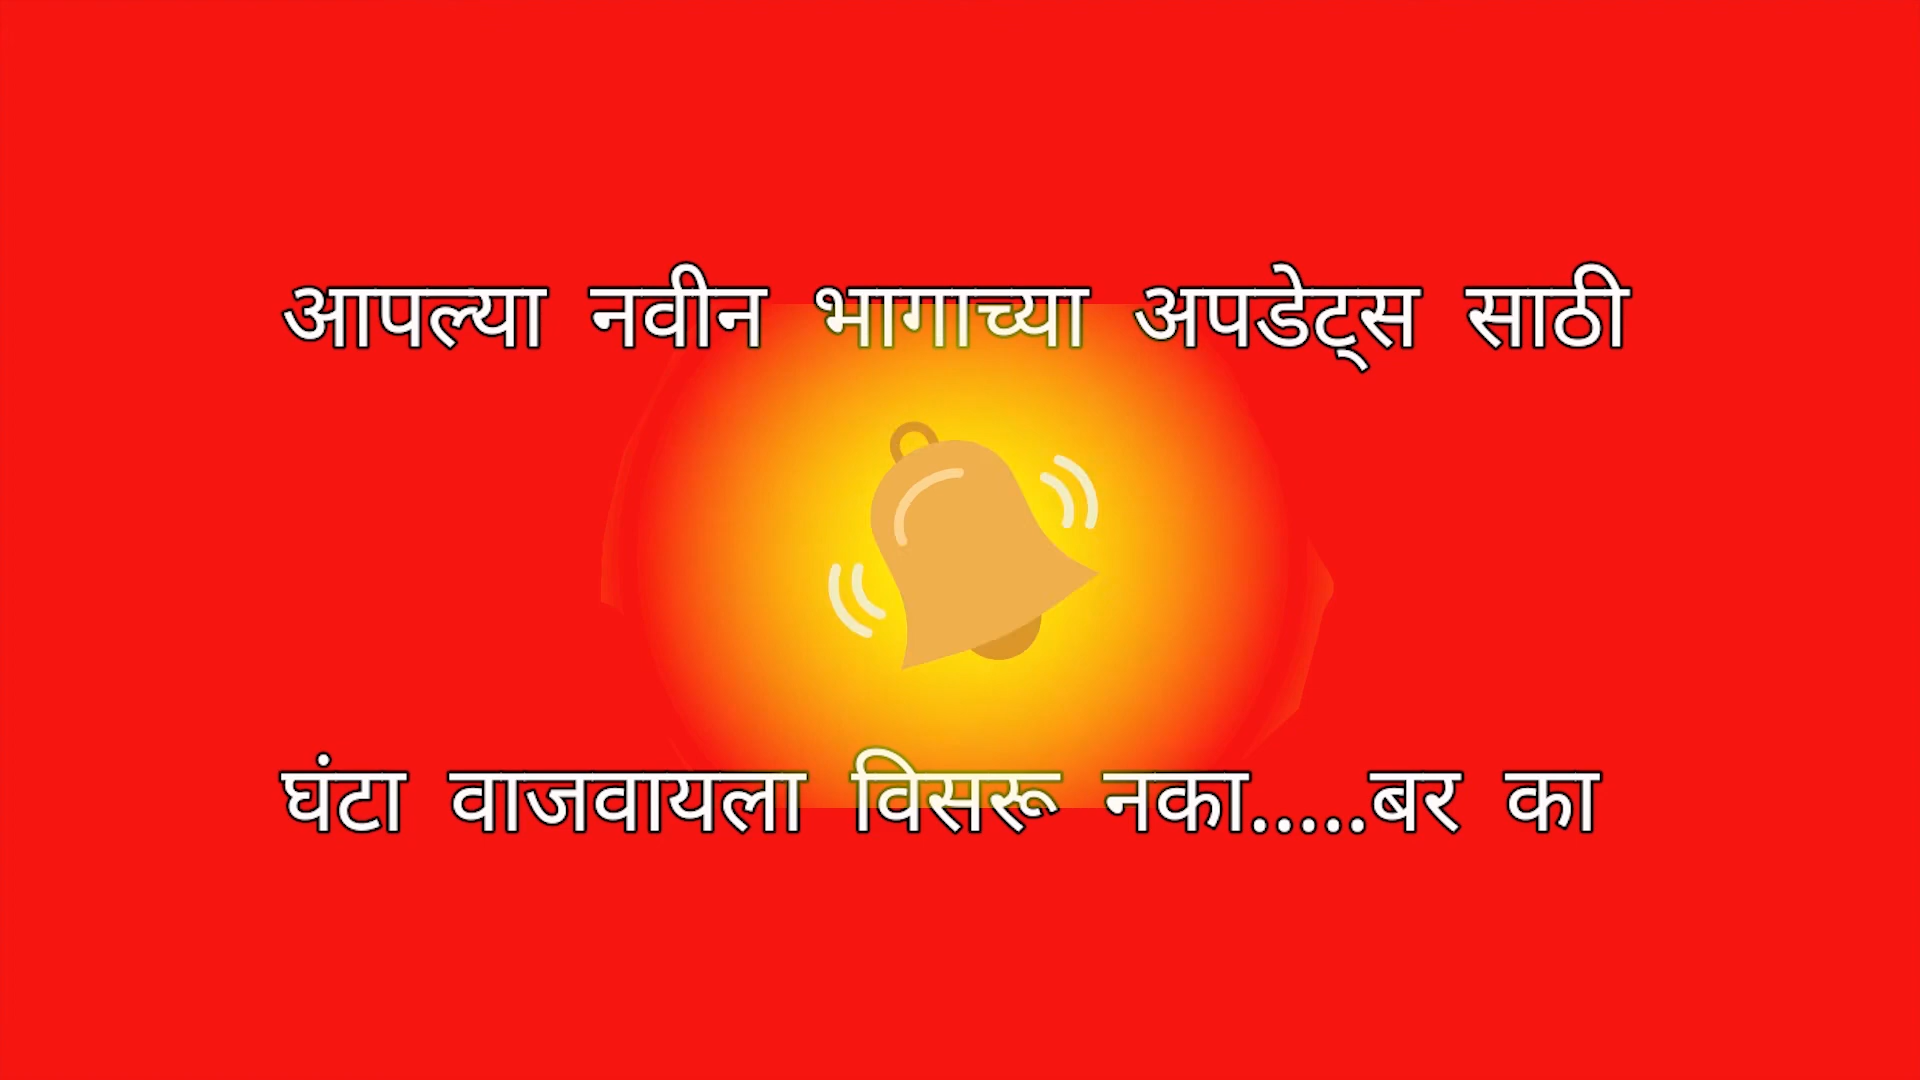 आपल्या नवीन भागाच्या अपडेट्स साठी
घंटा वाजवायला विसरू नका.....बर का